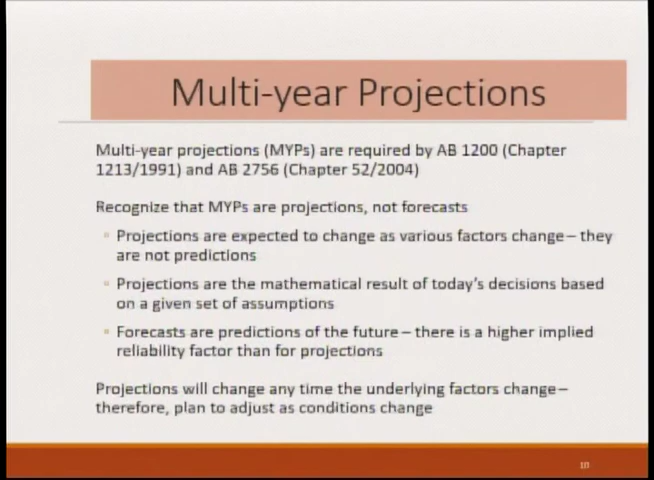 Multi-year Projections
Multi-year projections (MYPs) are required by AB 1200 (Chapter
1213/1991) and AB 2756 (Chapter 52/2004)
Recognize that MYPs are projections, not forecasts
Projections are expected to change as various factors change – they
are not predictions
Projections are the mathematical result of today's decisions based
on a given set of assumptions
Forecasts are predictions of the future – there is a higher implied
reliability factor than for projections
Projections will change any time the underlying factors change –
therefore, plan to adjust as conditions change